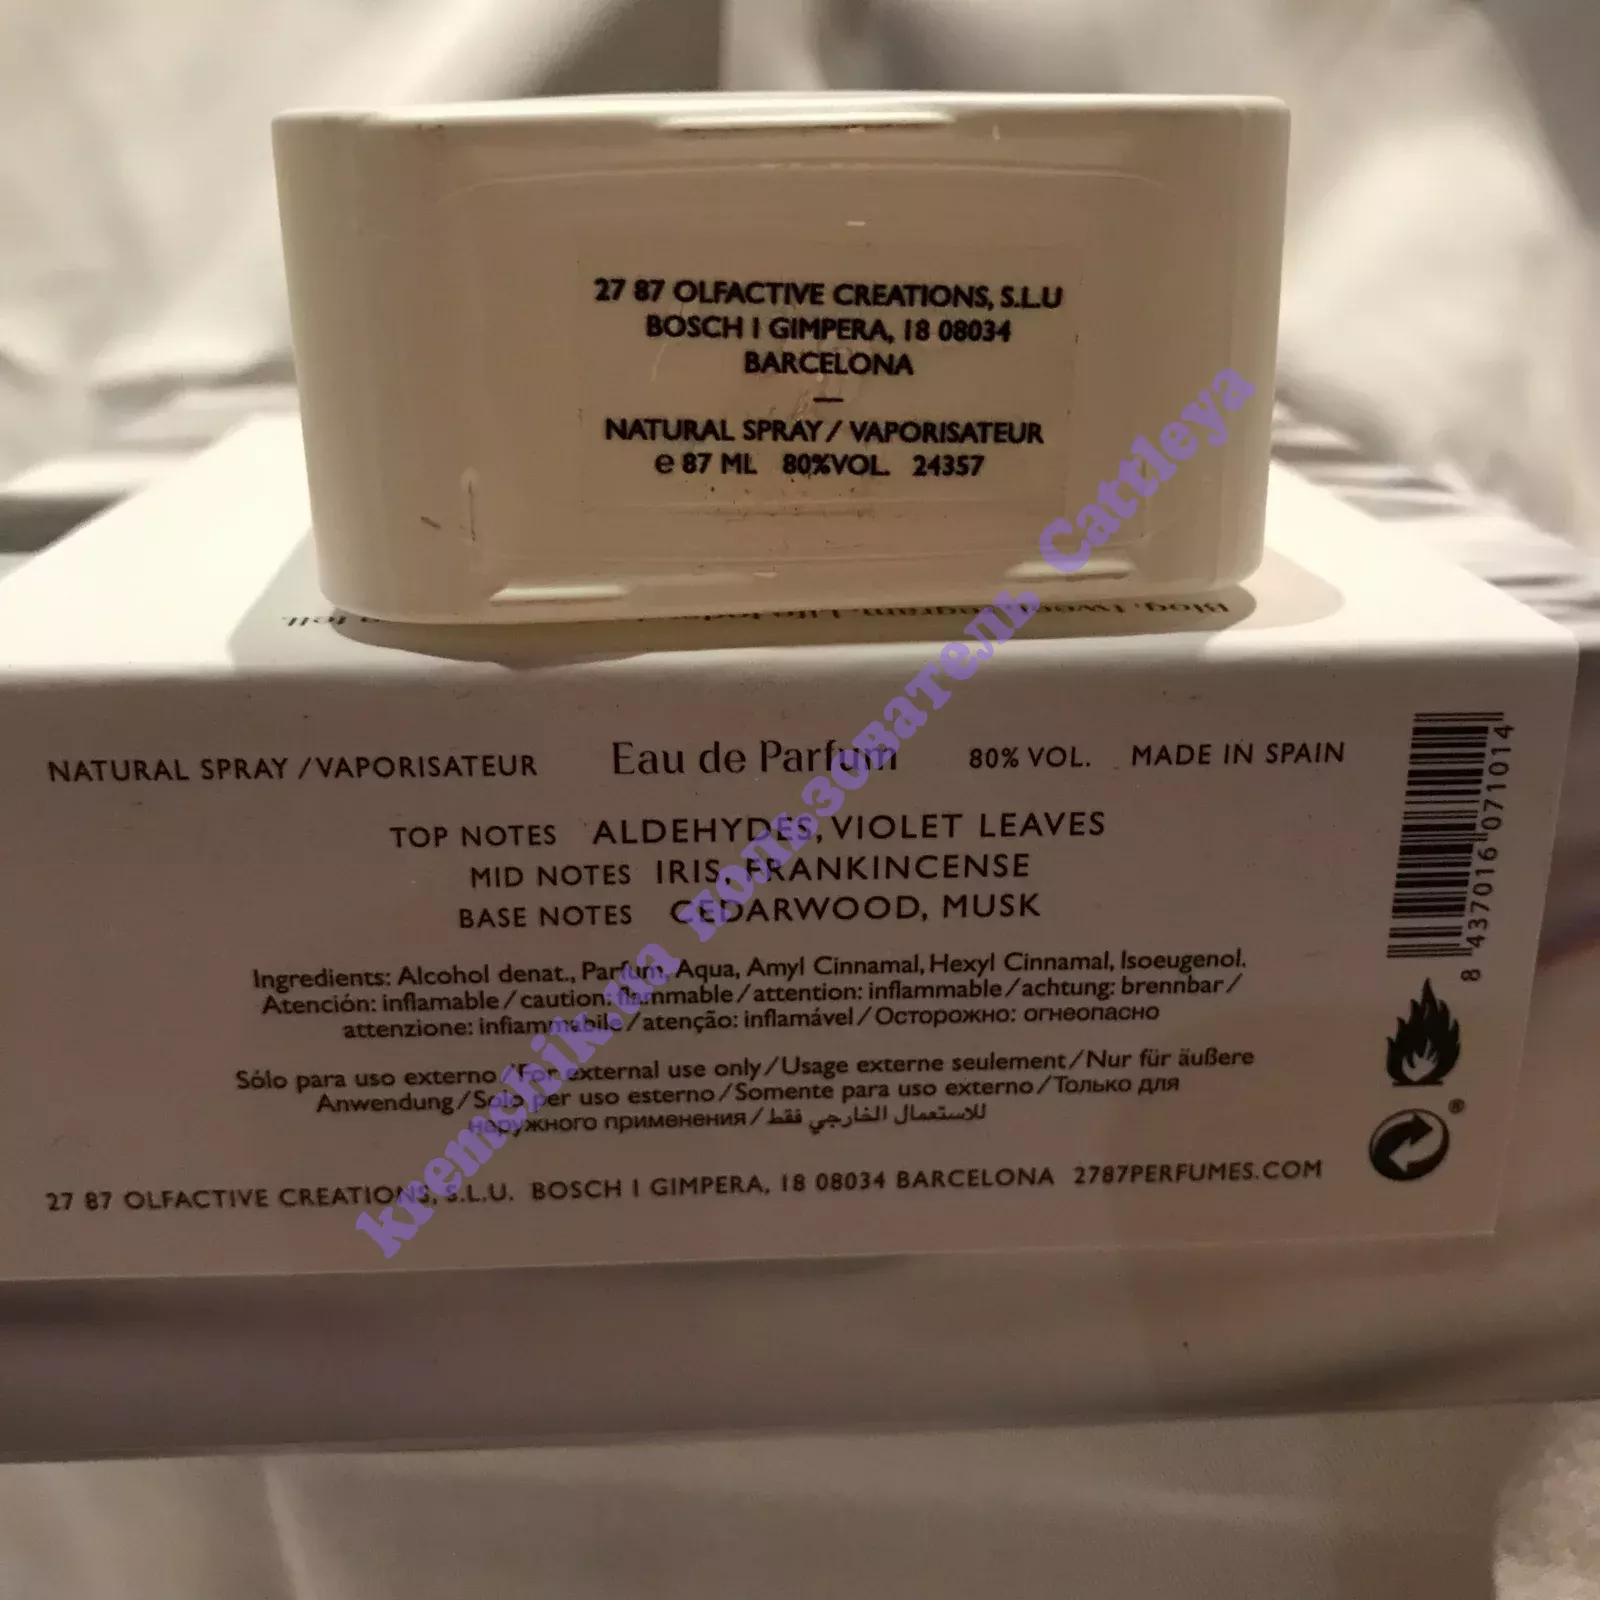 27 87 OLFACTIVE CREATIONS, S.L.U
BOSCH I GIMPERA, 18 08034
BARCELONA
—
NATURAL SPRAY / VAPORISATEUR
e 87 ML 80%VOL. 24357
NATURAL SPRAY / VAPORISATEUR Eau de Parfum 80% VOL. MADE IN SPAIN
TOP NOTES ALDEHYDES, VIOLET LEAVES
MID NOTES IRIS, FRANKINCENSE
BASE NOTES CEDARWOOD, MUSK
Ingredients: Alcohol denat., Parfum, Aqua, Amyl Cinnamal, Hexyl Cinnamal, Isoeugenol.
Atención: inflamable / caution: flammable / attention: inflammable / achtung: brennbar /
attenzione: infiammabile / atenção: inflamável / Осторожно: огнеопасно
Sólo para uso externo / For external use only / Usage externe seulement / Nur für äußere
Anwendung / Solo per uso esterno / Somente para uso externo / Только для
наружного применения / للاستعمال الخارجي فقط
27 87 OLFACTIVE CREATIONS, S.L.U. BOSCH I GIMPERA, 18 08034 BARCELONA 2787PERFUMES.COM
8 437016 071014
kremchik.ua пользователь Cattleya